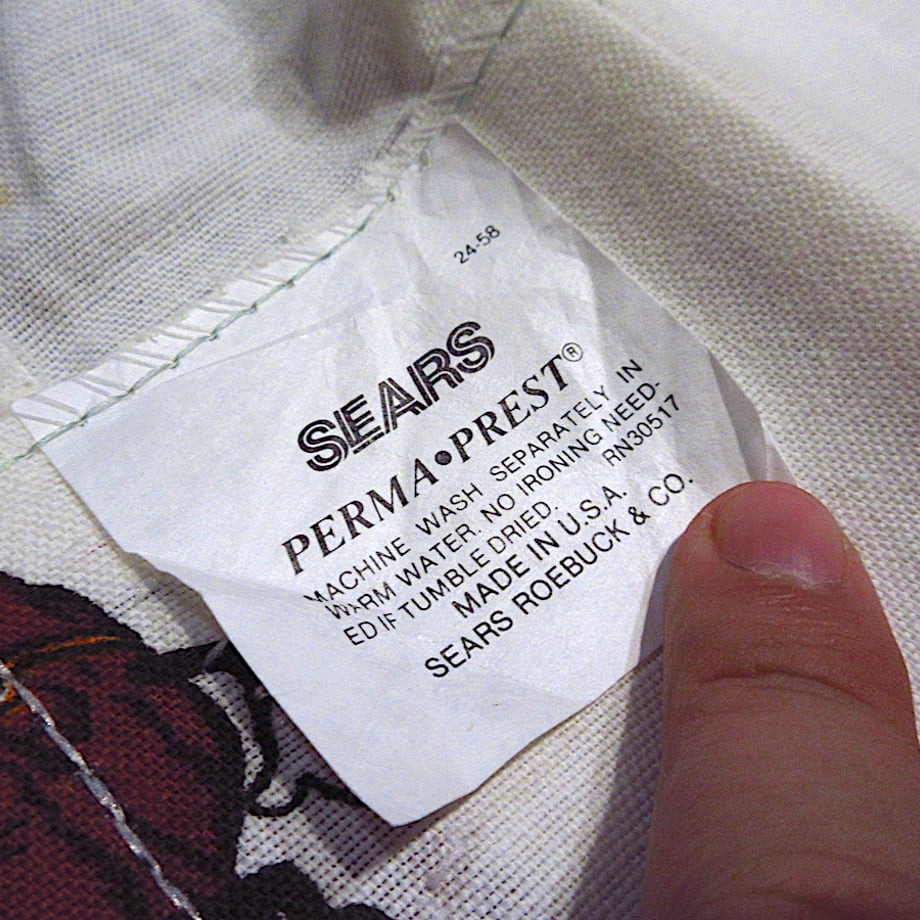 24-58
SEARS
PERMA•PREST®
MACHINE WASH SEPARATELY IN
WARM WATER. NO IRONING NEED-
ED IF TUMBLE DRIED. RN30517
MADE IN U.S.A.
SEARS ROEBUCK & CO.